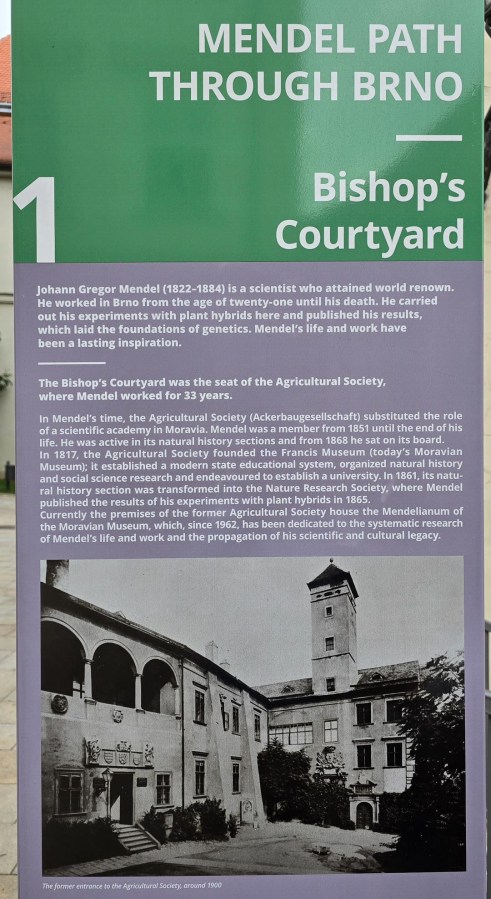 MENDEL PATH
THROUGH BRNO
1
Bishop's
Courtyard
Johann Gregor Mendel (1822–1884) is a scientist who attained world renown.
He worked in Brno from the age of twenty-one until his death. He carried
out his experiments with plant hybrids here and published his results,
which laid the foundations of genetics. Mendel's life and work have
been a lasting inspiration.
The Bishop's Courtyard was the seat of the Agricultural Society,
where Mendel worked for 33 years.
In Mendel's time, the Agricultural Society (Ackerbaugesellschaft) substituted the role
of a scientific academy in Moravia. Mendel was a member from 1851 until the end of his
life. He was active in its natural history sections and from 1868 he sat on its board.
In 1817, the Agricultural Society founded the Francis Museum (today's Moravian
Museum); it established a modern state educational system, organized natural history
and social science research and endeavoured to establish a university. In 1861, its natu-
ral history section was transformed into the Nature Research Society, where Mendel
published the results of his experiments with plant hybrids in 1865.
Currently the premises of the former Agricultural Society house the Mendelianum of
the Moravian Museum, which, since 1962, has been dedicated to the systematic research
of Mendel's life and work and the propagation of his scientific and cultural legacy.
The former entrance to the Agricultural Society, around 1900